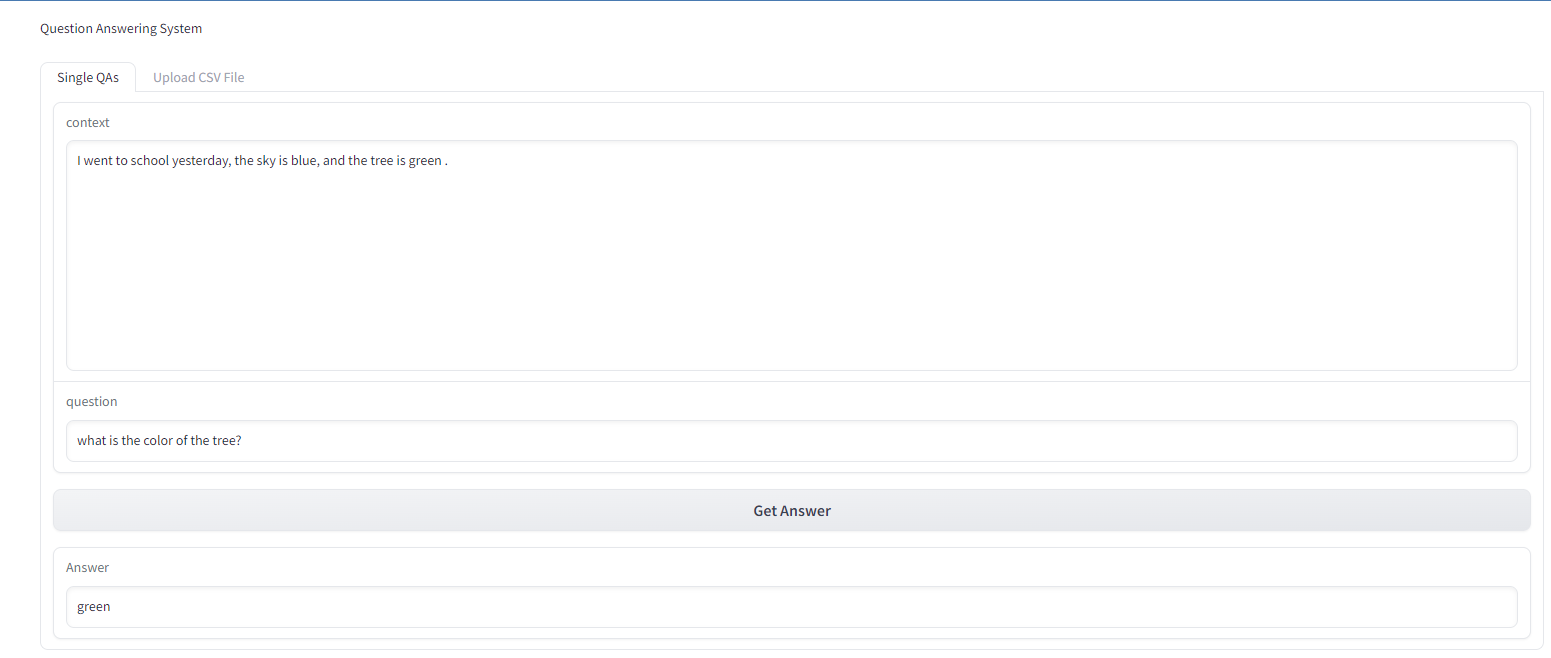 Question Answering System
Single QAs Upload CSV File
context
I went to school yesterday, the sky is blue, and the tree is green .
question
what is the color of the tree?
Get Answer
Answer
green